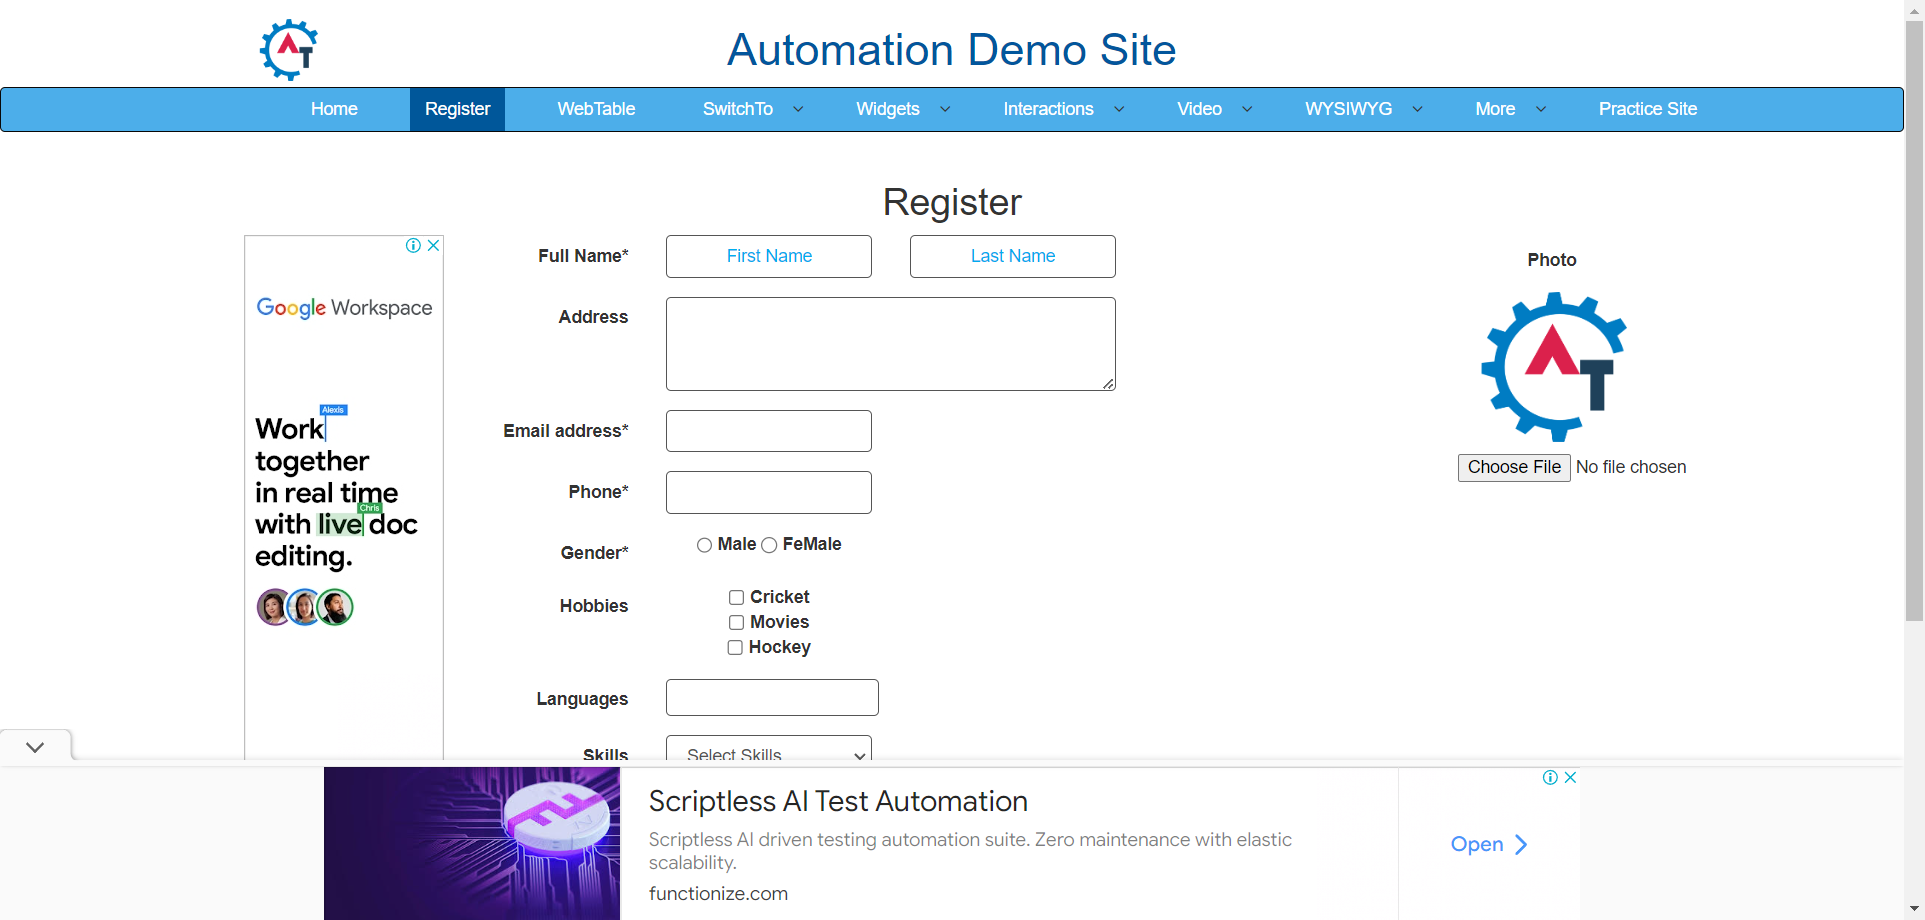 Automation Demo Site
Home Register WebTable SwitchTo Widgets Interactions Video WYSIWYG More Practice Site
Register
Full Name* First Name Last Name
Photo
Address
Email address*
Phone*
Gender* Male FeMale
Hobbies
Cricket
Movies
Hockey
Languages
Skills Select Skills
Choose File No file chosen
Google Workspace
Alexis
Work
together
in real time
Chris
with live doc
editing.
Scriptless AI Test Automation
Scriptless AI driven testing automation suite. Zero maintenance with elastic
scalability.
functionize.com
Open